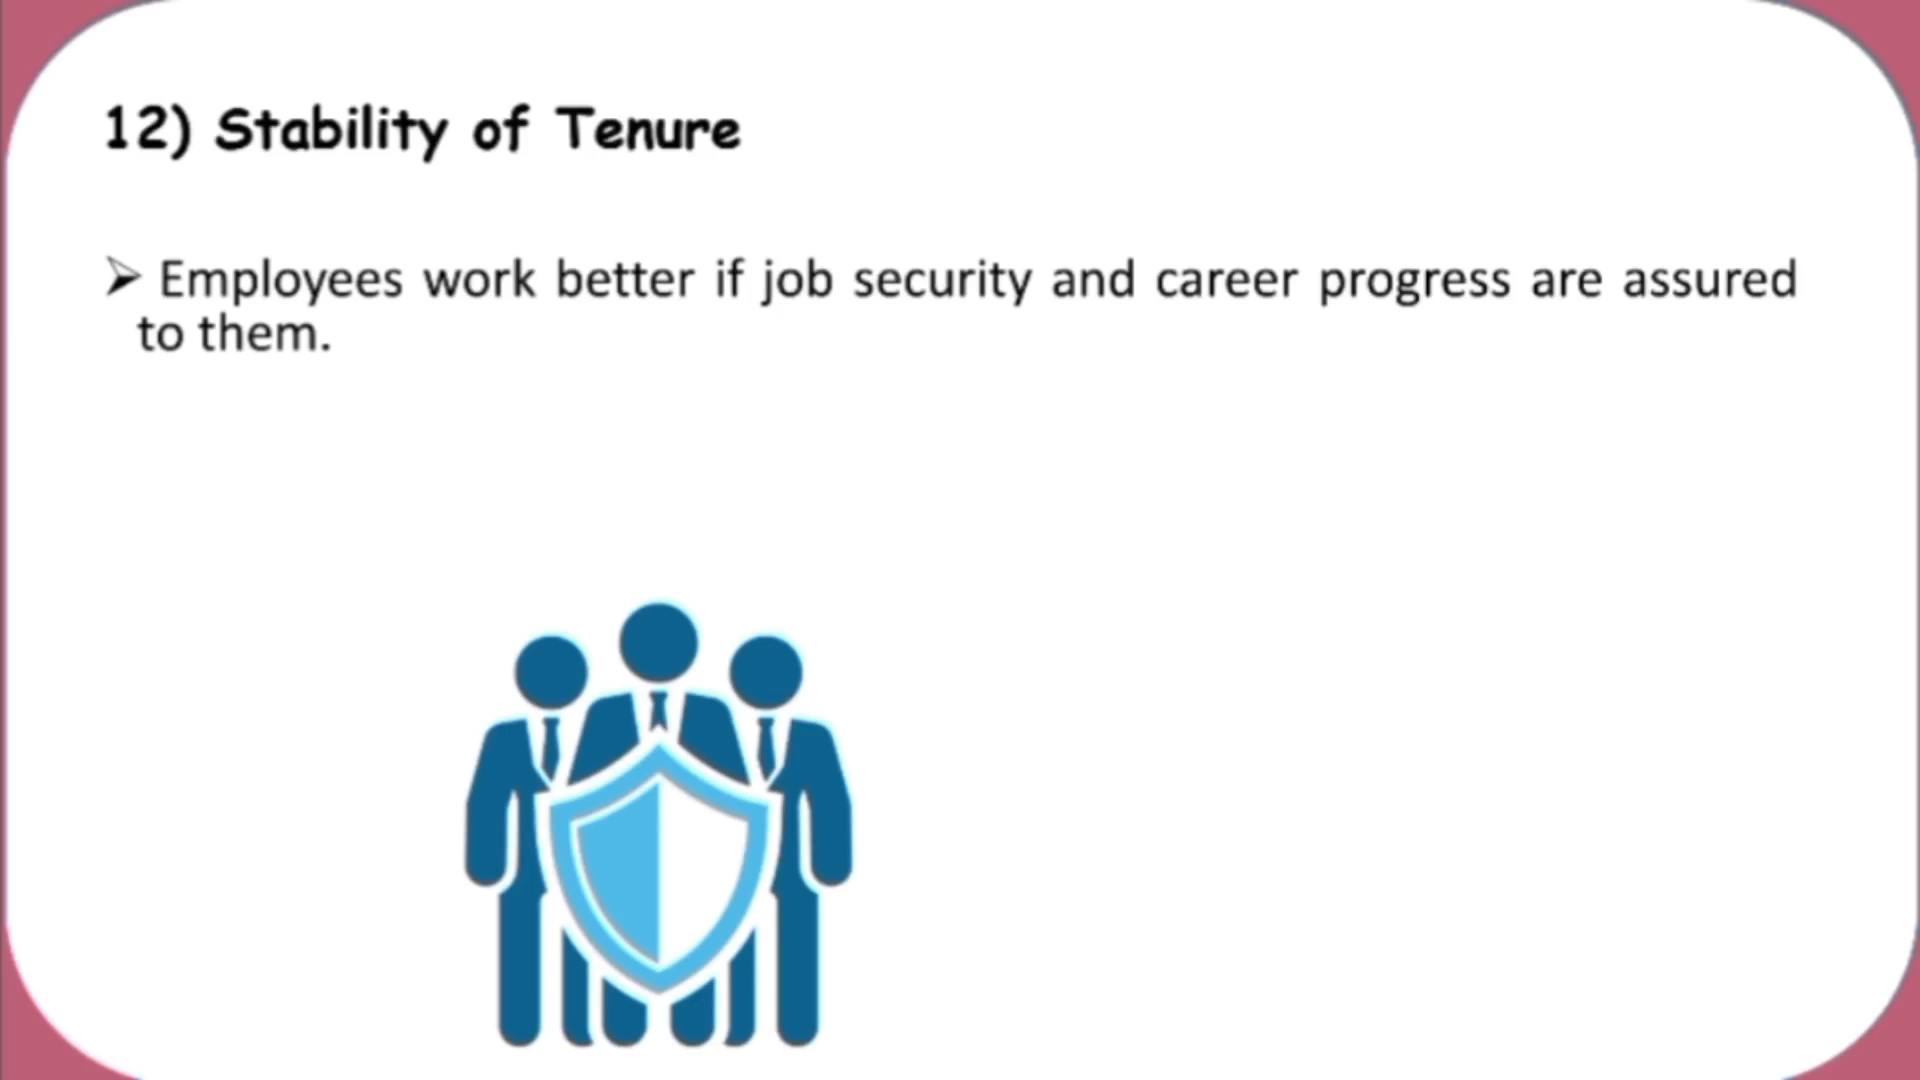 12) Stability of Tenure
➢ Employees work better if job security and career progress are assured
to them.